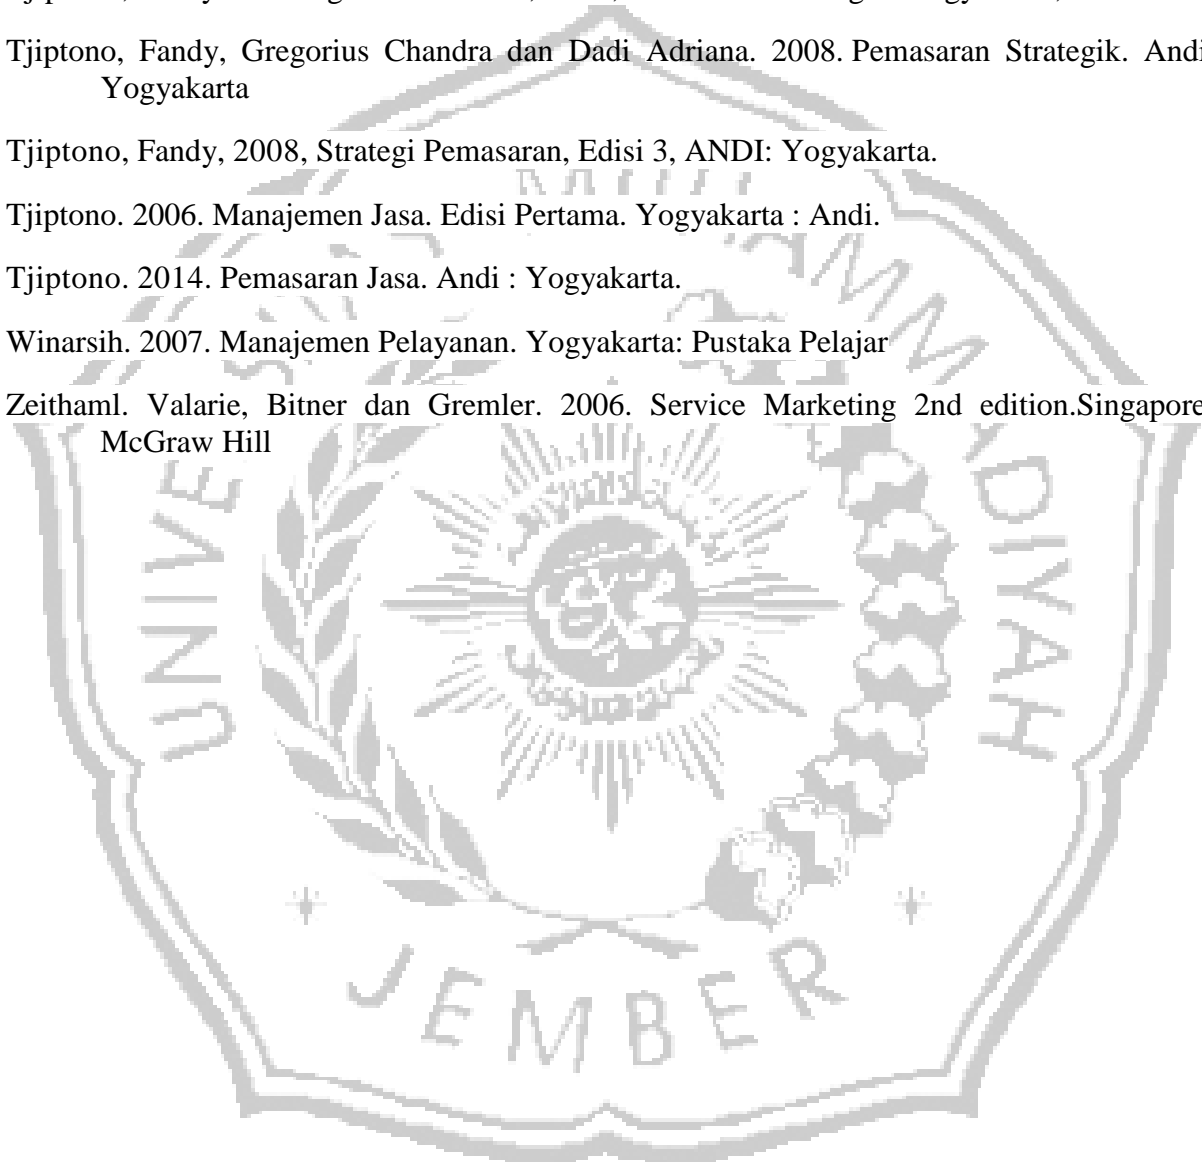 Tjiptono, Fandy, Gregorius Chandra dan Dadi Adriana. 2008. Pemasaran Strategik. Andi
Yogyakarta
Tjiptono, Fandy, 2008, Strategi Pemasaran, Edisi 3, ANDI: Yogyakarta.
Tjiptono. 2006. Manajemen Jasa. Edisi Pertama. Yogyakarta : Andi.
Tjiptono. 2014. Pemasaran Jasa. Andi : Yogyakarta.
Winarsih. 2007. Manajemen Pelayanan. Yogyakarta: Pustaka Pelajar
Zeithaml. Valarie, Bitner dan Gremler. 2006. Service Marketing 2nd edition.Singapore
McGraw Hill
JEMBER